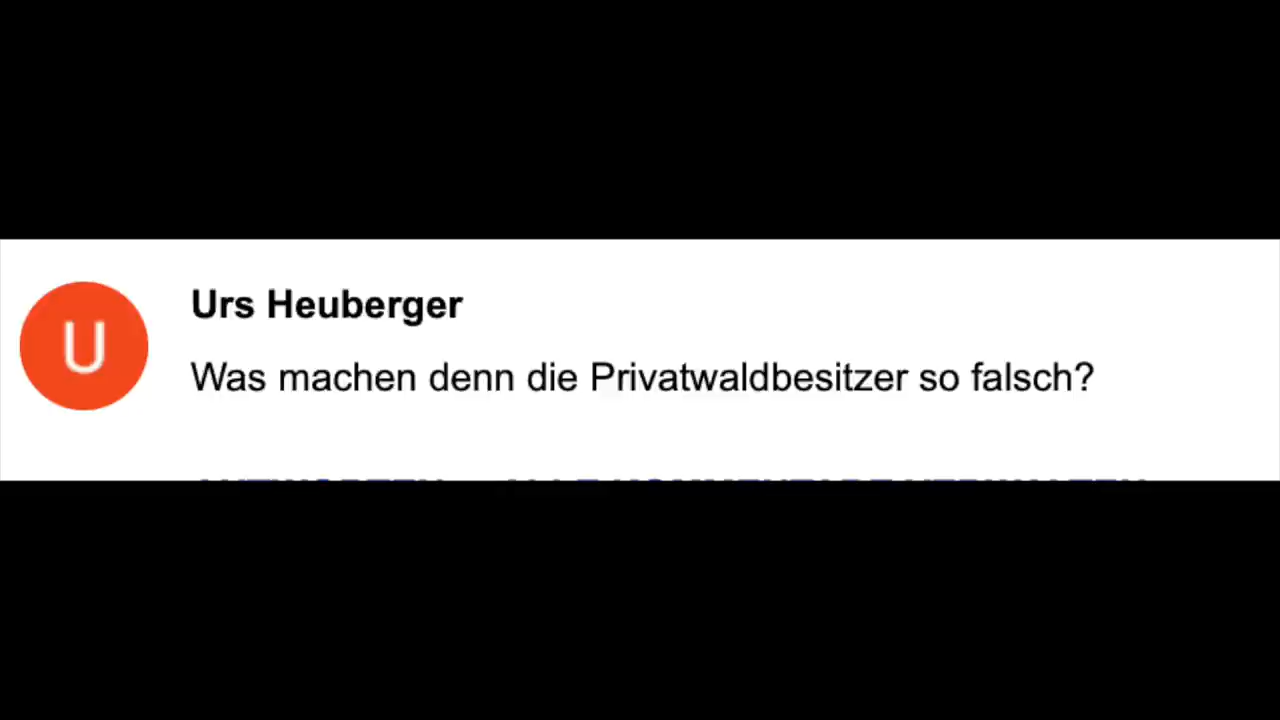 U
Urs Heuberger
Was machen denn die Privatwaldbesitzer so falsch?